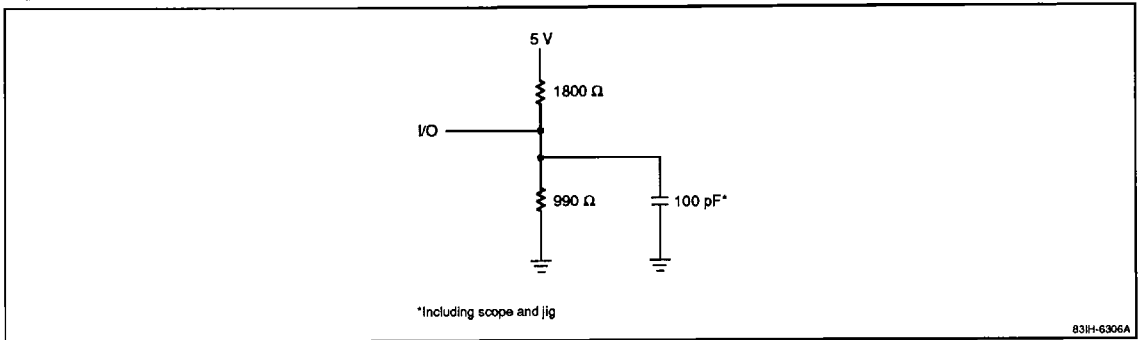 5 V
1800 Ω
I/O
990 Ω
100 pF*
*Including scope and jig
83IH-6306A